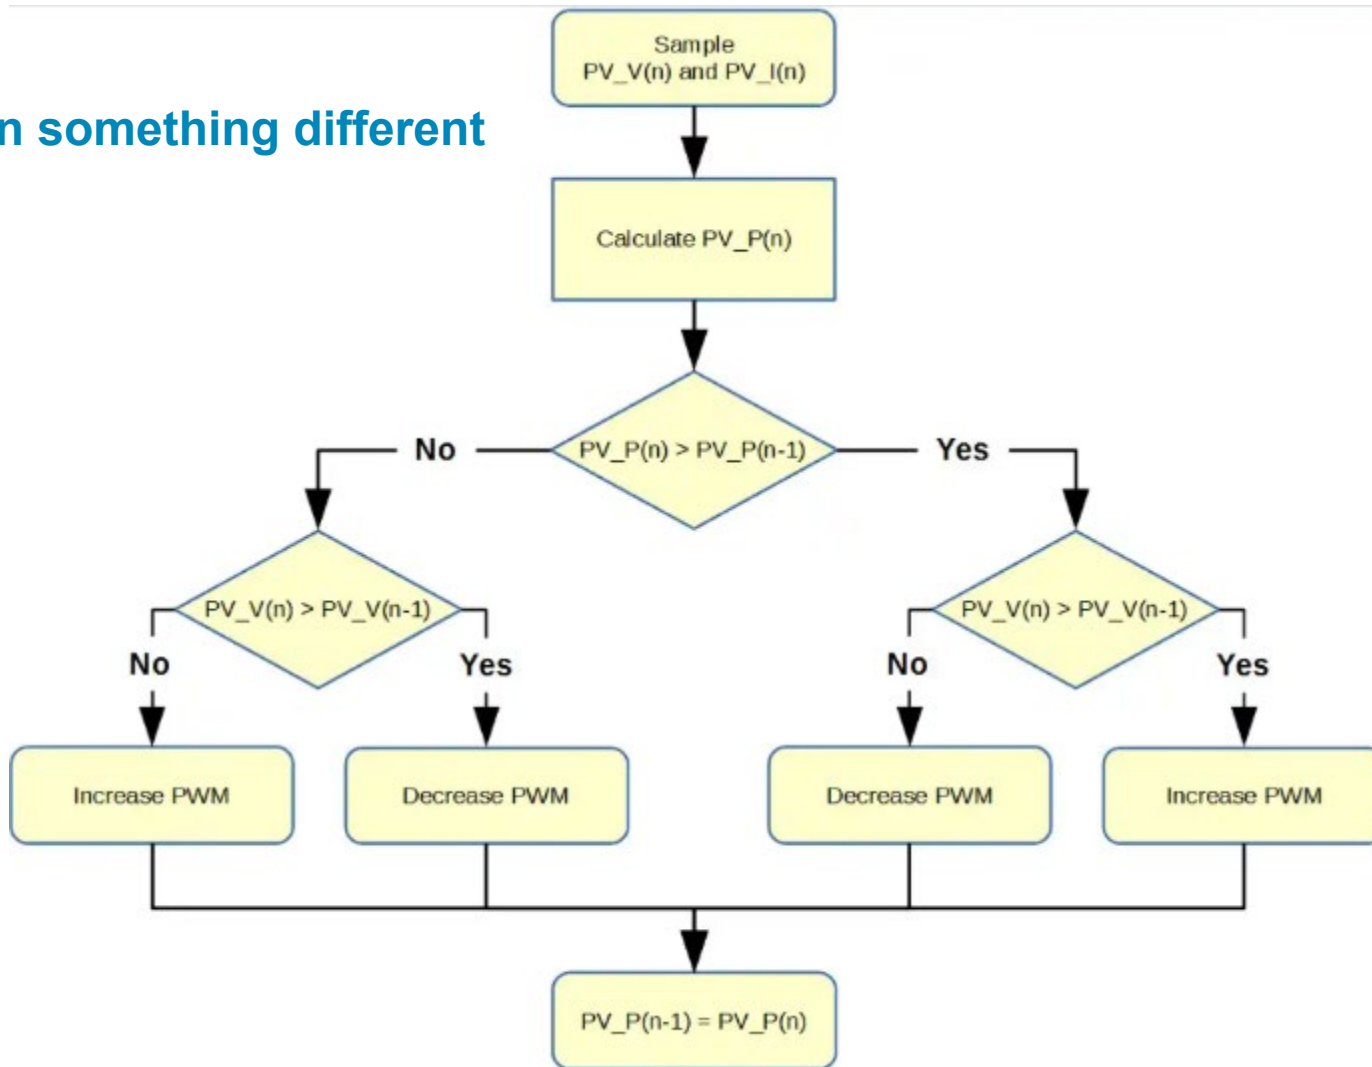 Sample
PV_V(n) and PV_I(n)
n something different
Calculate PV_P(n)
No
PV_P(n) > PV_P(n-1)
Yes
PV_V(n) > PV_V(n-1)
PV_V(n) > PV_V(n-1)
No
Yes
No
Yes
Increase PWM
Decrease PWM
Decrease PWM
Increase PWM
PV_P(n-1) = PV_P(n)